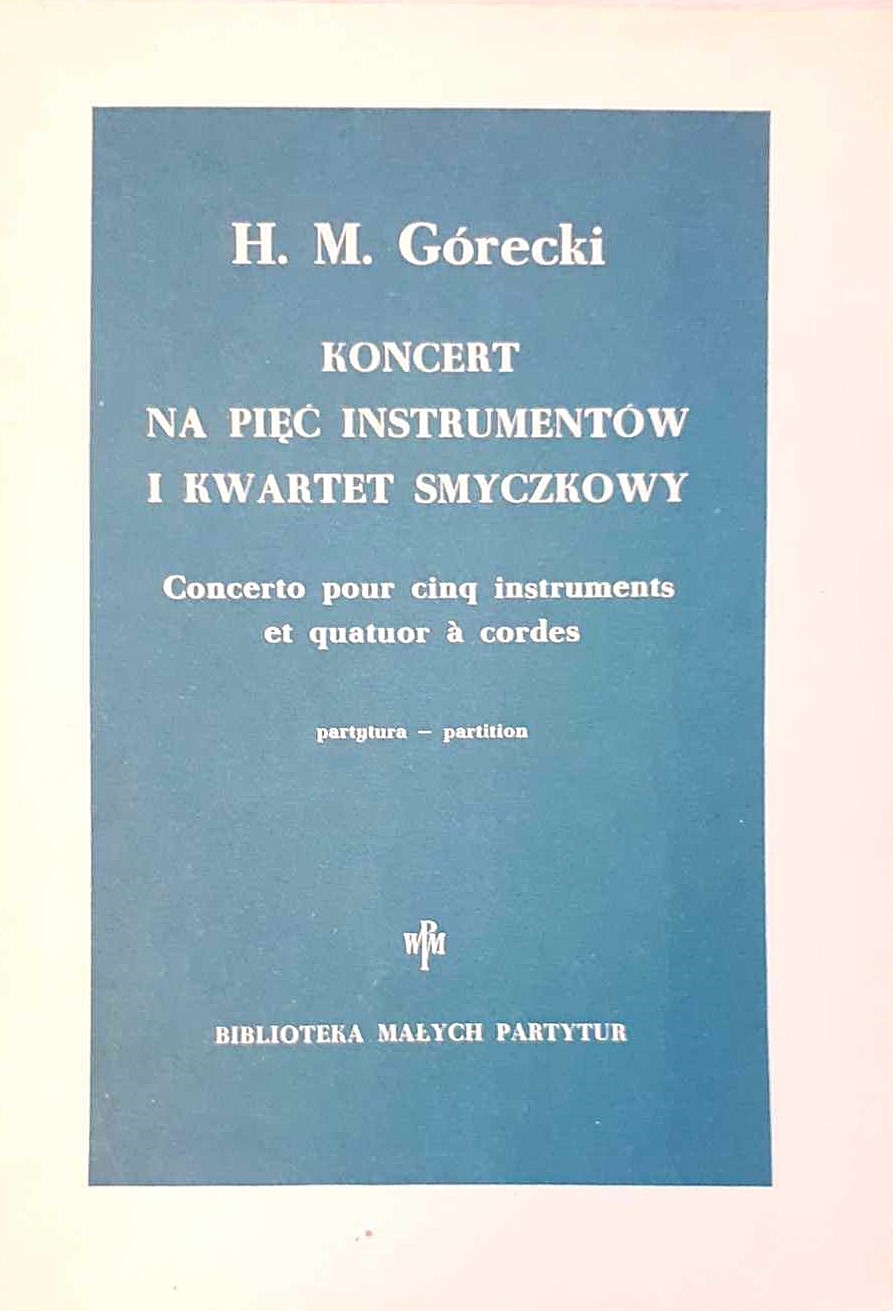 H. M. Górecki
KONCERT
NA PIĘĆ INSTRUMENTÓW
I KWARTET SMYCZKOWY
Concerto pour cinq instruments
et quatuor à cordes
partytura — partition
PWM
BIBLIOTEKA MAŁYCH PARTYTUR